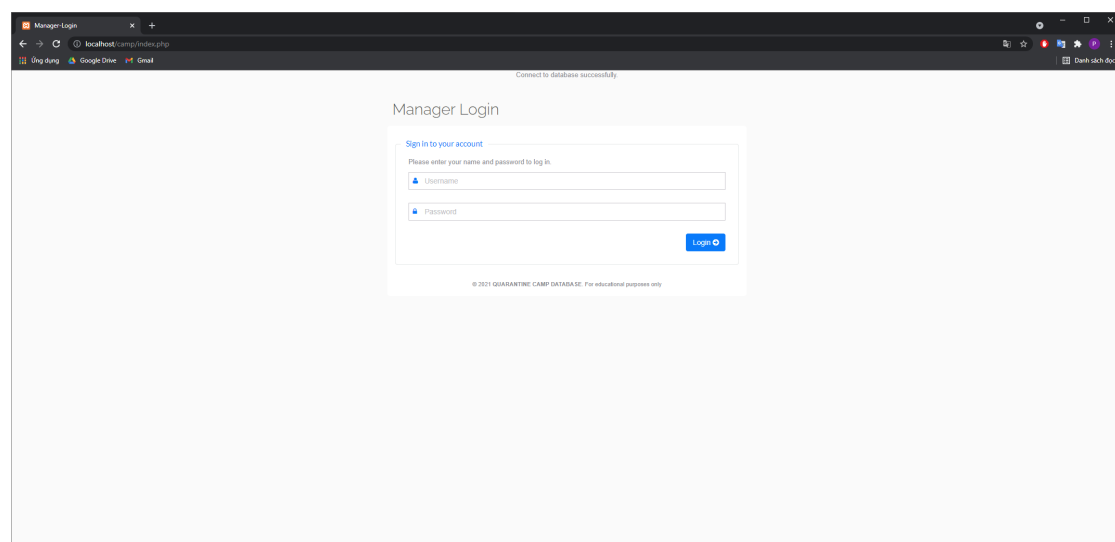 Manager-Login
localhost/camp/index.php
Ứng dụng Google Drive Gmail Danh sách đọc
Connect to database successfully.
Manager Login
Sign in to your account
Please enter your name and password to log in.
Username
Password
Login
© 2021 QUARANTINE CAMP DATABASE. For educational purposes only